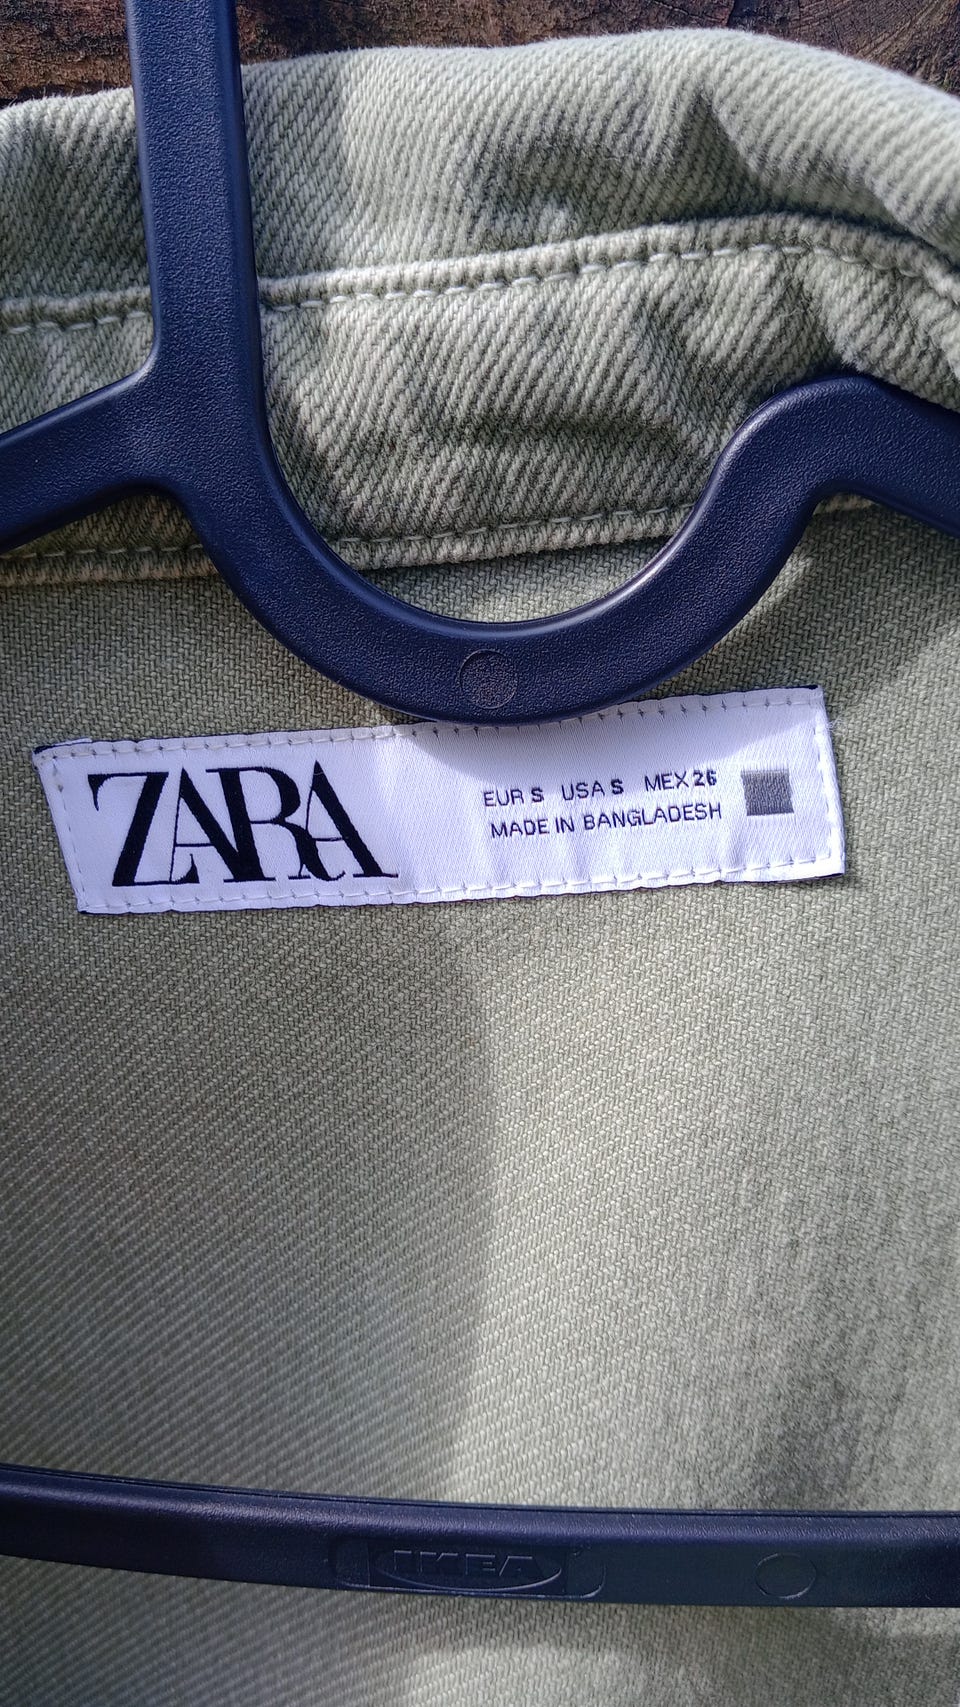 ZARA
EUR S USA S MEX 26
MADE IN BANGLADESH
IKEA